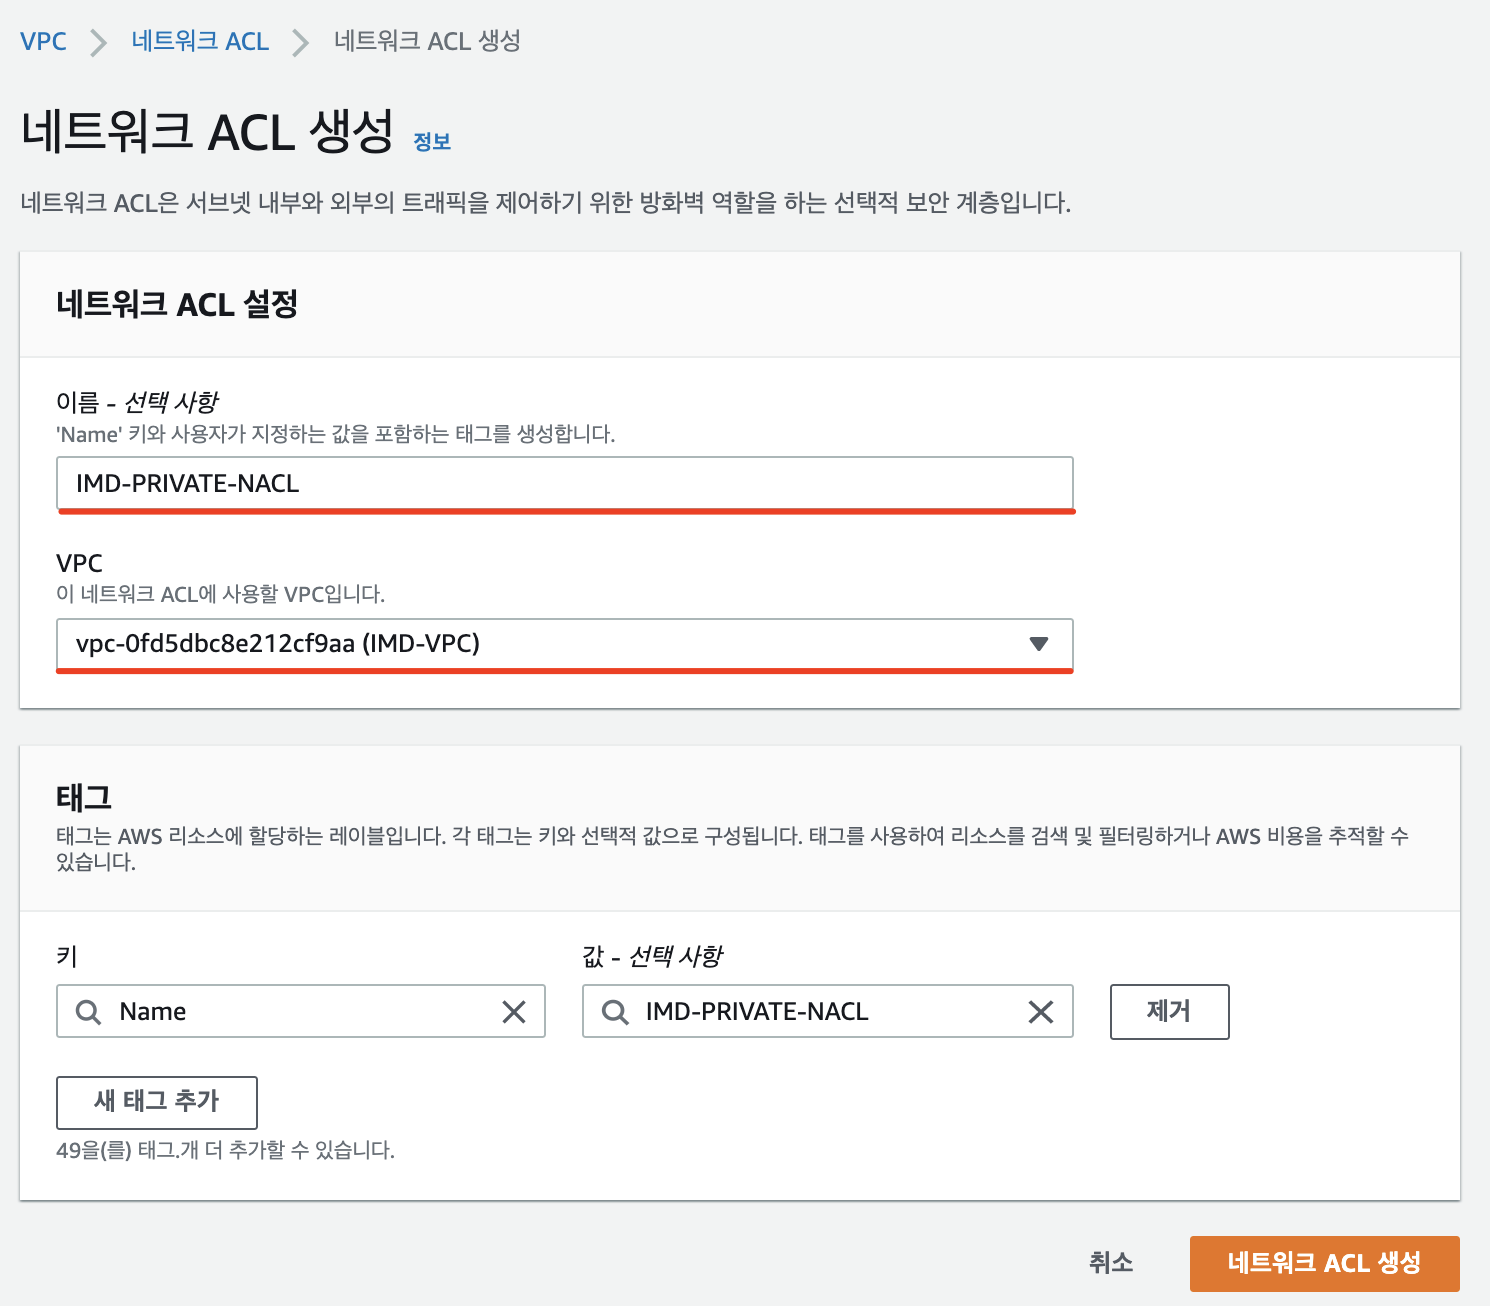 VPC 네트워크 ACL 네트워크 ACL 생성
네트워크 ACL 생성 정보
네트워크 ACL은 서브넷 내부와 외부의 트래픽을 제어하기 위한 방화벽 역할을 하는 선택적 보안 계층입니다.
네트워크 ACL 설정
이름 - 선택 사항
'Name' 키와 사용자가 지정하는 값을 포함하는 태그를 생성합니다.
IMD-PRIVATE-NACL
VPC
이 네트워크 ACL에 사용할 VPC입니다.
vpc-0fd5dbc8e212cf9aa (IMD-VPC)
태그
태그는 AWS 리소스에 할당하는 레이블입니다. 각 태그는 키와 선택적 값으로 구성됩니다. 태그를 사용하여 리소스를 검색 및 필터링하거나 AWS 비용을 추적할 수
있습니다.
키 값 - 선택 사항
Name IMD-PRIVATE-NACL 제거
새 태그 추가
49을(를) 태그.개 더 추가할 수 있습니다.
취소 네트워크 ACL 생성